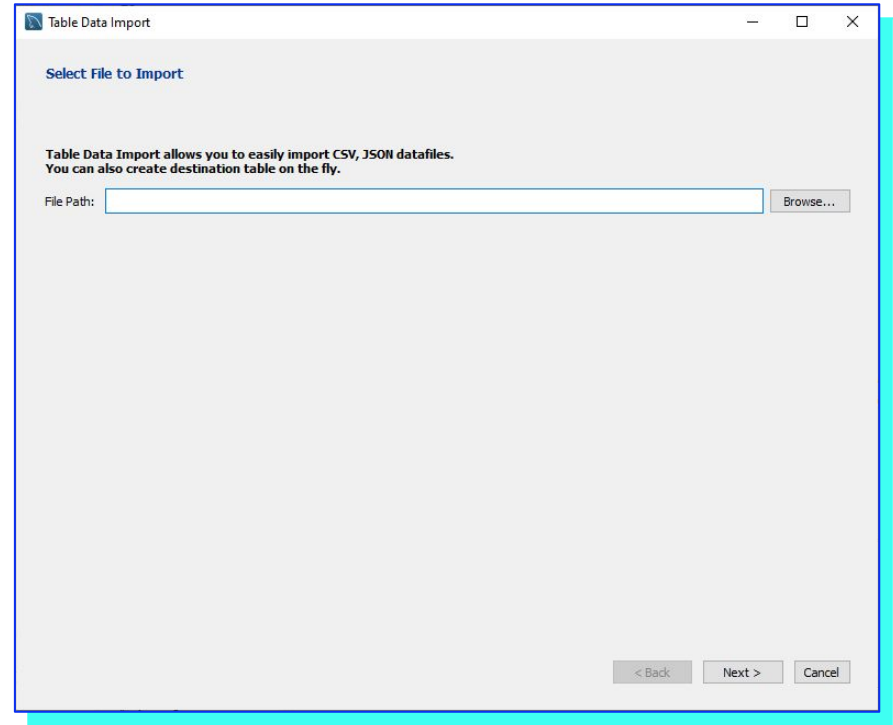 Table Data Import
Select File to Import
Table Data Import allows you to easily import CSV, JSON datafiles.
You can also create destination table on the fly.
File Path:
Browse...
< Back
Next >
Cancel